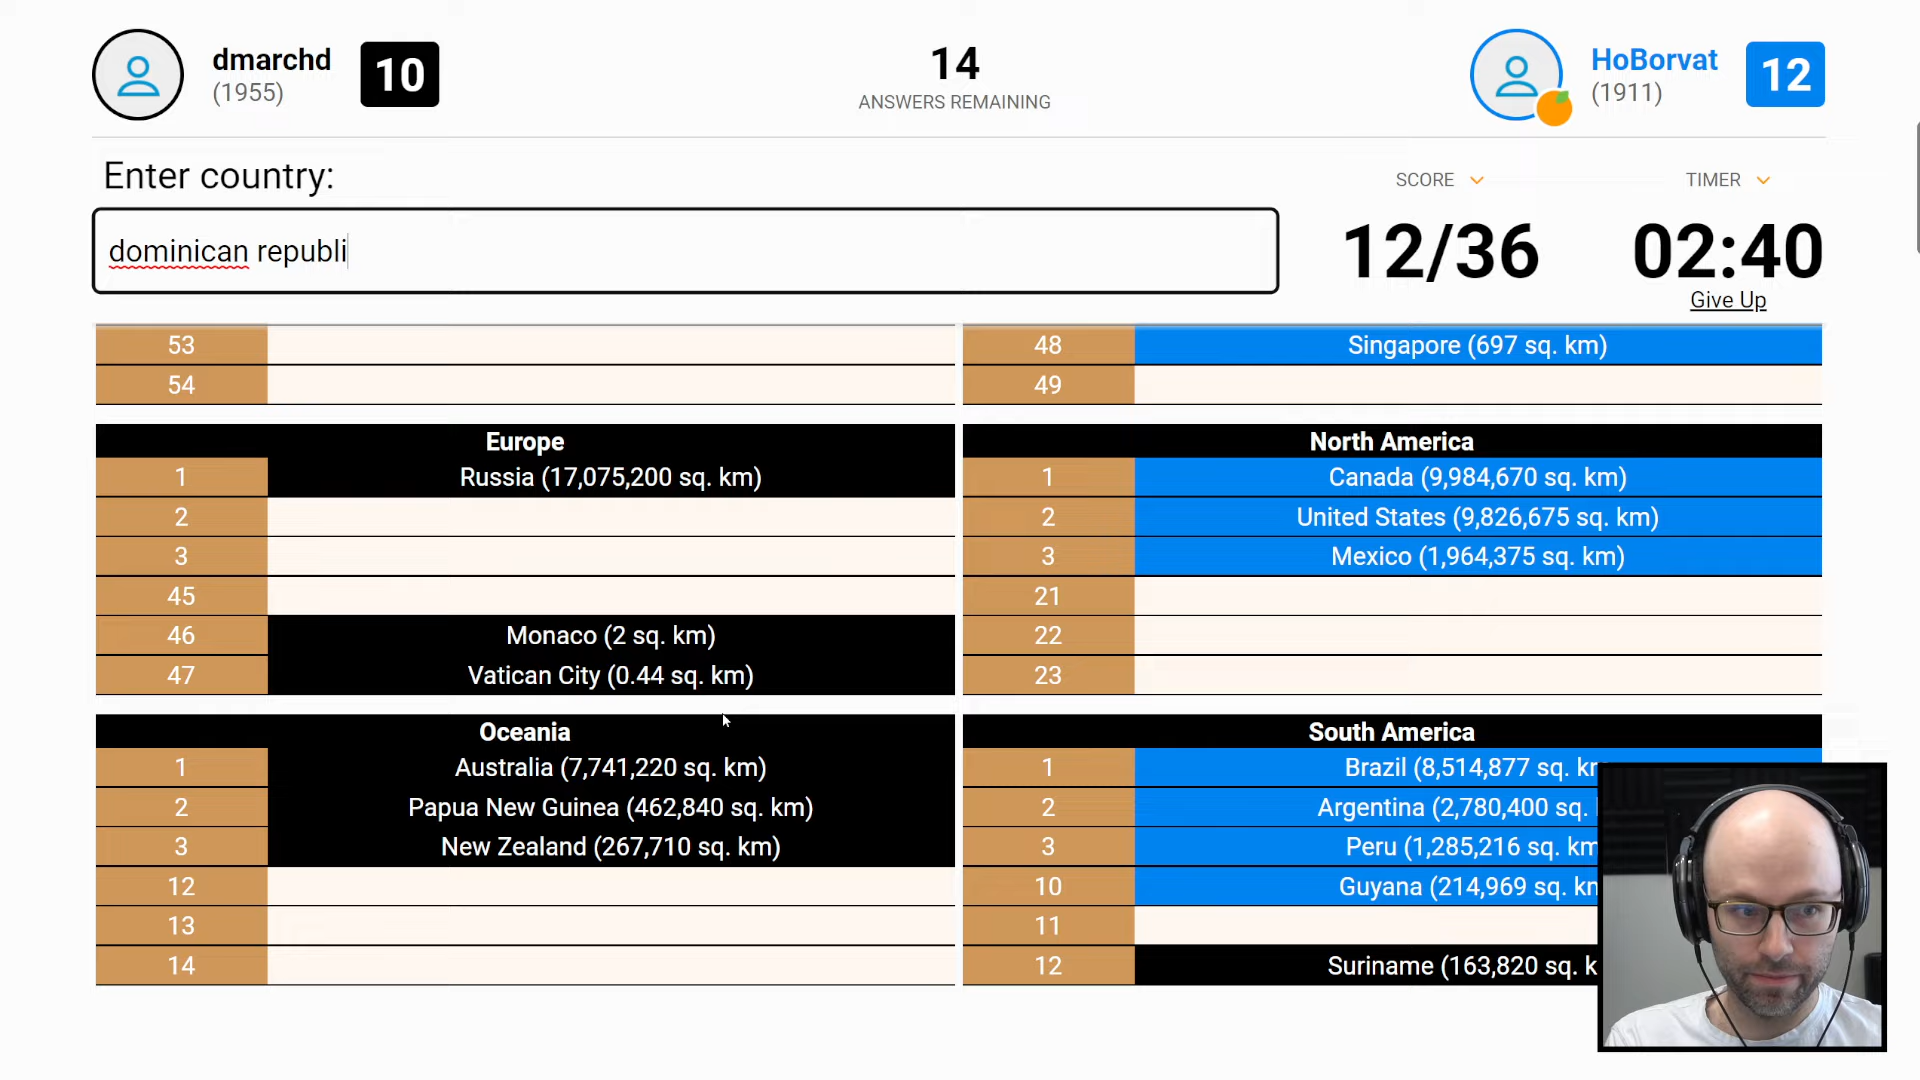 dmarchd
(1955)
10
14
ANSWERS REMAINING
HoBorvat
(1911)
12
Enter country:
SCORE
TIMER
dominican republi
12/36
02:40
Give Up
53
54
48 Singapore (697 sq. km)
49
Europe
1 Russia (17,075,200 sq. km)
2
3
45
46 Monaco (2 sq. km)
47 Vatican City (0.44 sq. km)
North America
1 Canada (9,984,670 sq. km)
2 United States (9,826,675 sq. km)
3 Mexico (1,964,375 sq. km)
21
22
23
Oceania
1 Australia (7,741,220 sq. km)
2 Papua New Guinea (462,840 sq. km)
3 New Zealand (267,710 sq. km)
12
13
14
South America
1 Brazil (8,514,877 sq. km
2 Argentina (2,780,400 sq.
3 Peru (1,285,216 sq. km
10 Guyana (214,969 sq. km
11
12 Suriname (163,820 sq. k